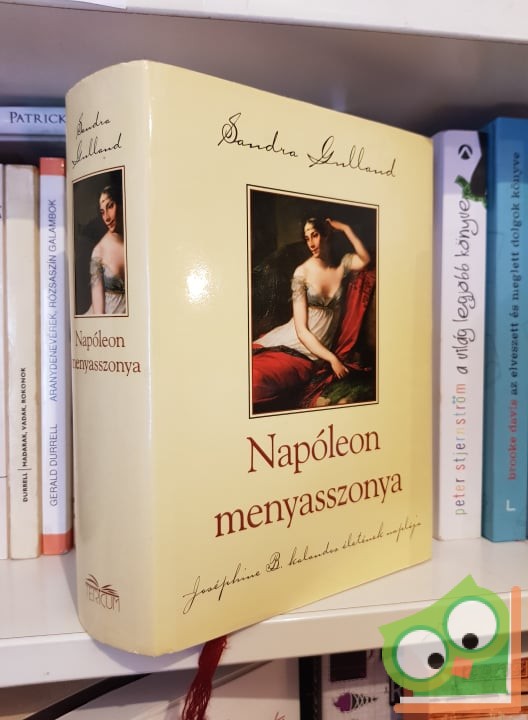 PATRICK
DURRELL | MADARAK, VADAK, ROKONOK
GERALD DURRELL ARANYDENEVÉREK, RÓZSASZÍN GALAMBOK
Sandra
Gulland
Napóleon
menyasszonya
TERICUM
Sandra Gulland
Napóleon
menyasszonya
Joséphine B. kalandos életének naplója
peter stjernström a világ legjobb könyve
brooke davis az elveszett és meglett dolgok könyve